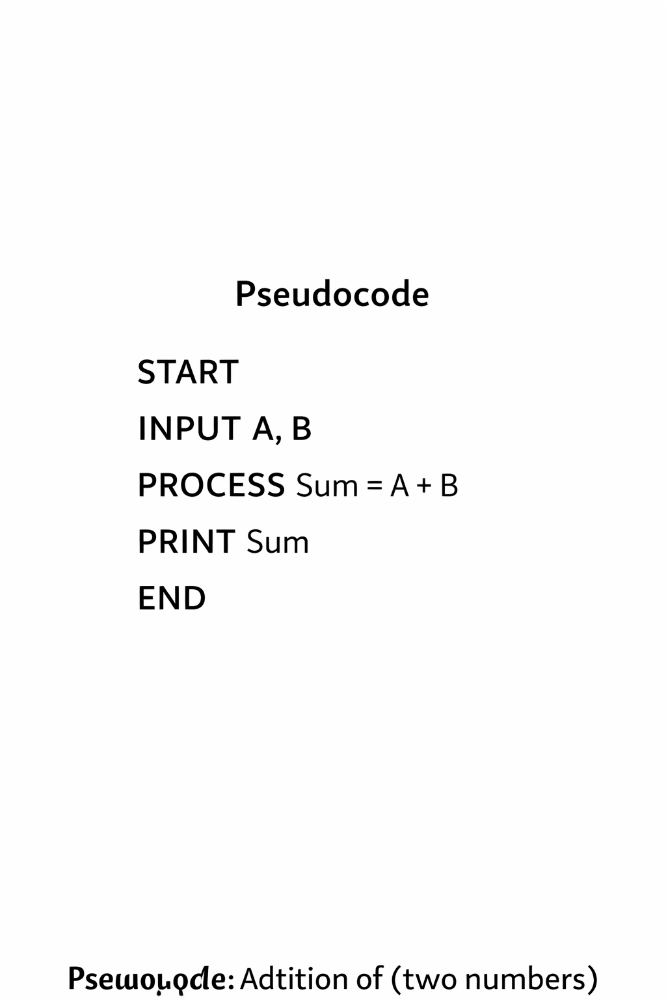 Pseudocode
START
INPUT A, B
PROCESS Sum = A + B
PRINT Sum
END
Adtition of (two numbers)